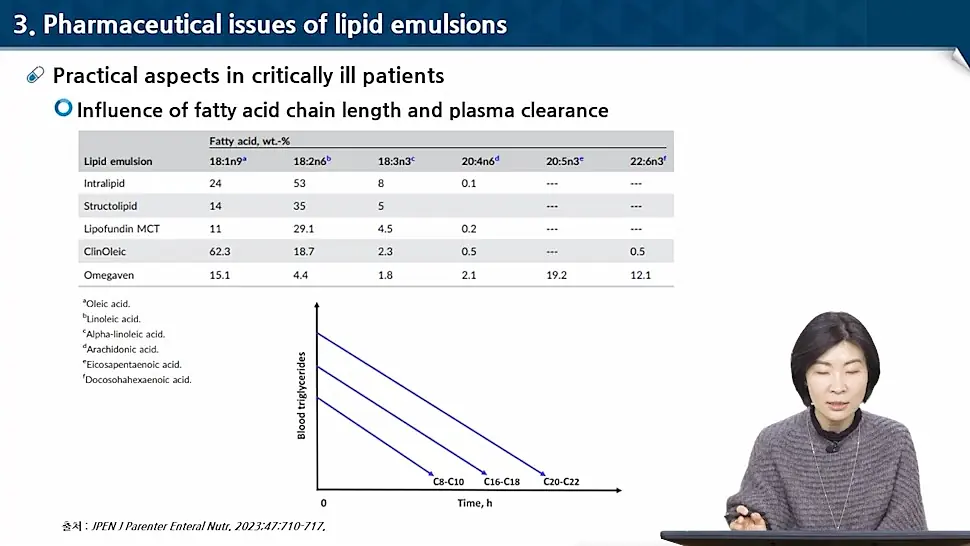 3. Pharmaceutical issues of lipid emulsions
Practical aspects in critically ill patients
Influence of fatty acid chain length and plasma clearance
Fatty acid, wt.-%
Lipid emulsion 18:1n9a 18:2n6b 18:3n3c 20:4n6d 20:5n3e 22:6n3f
Intralipid 24 53 8 0.1 --- ---
Structolipid 14 35 5 --- ---
Lipofundin MCT 11 29.1 4.5 0.2 --- ---
ClinOleic 62.3 18.7 2.3 0.5 --- 0.5
Omegaven 15.1 4.4 1.8 2.1 19.2 12.1
aOleic acid.
bLinoleic acid.
cAlpha-linoleic acid.
dArachidonic acid.
eEicosapentaenoic acid.
fDocosohahexaenoic acid.
Blood triglycerides
C8-C10 C16-C18 C20-C22
0 Time, h
출처 : JPEN J Parenter Enteral Nutr. 2023;47:710-717.